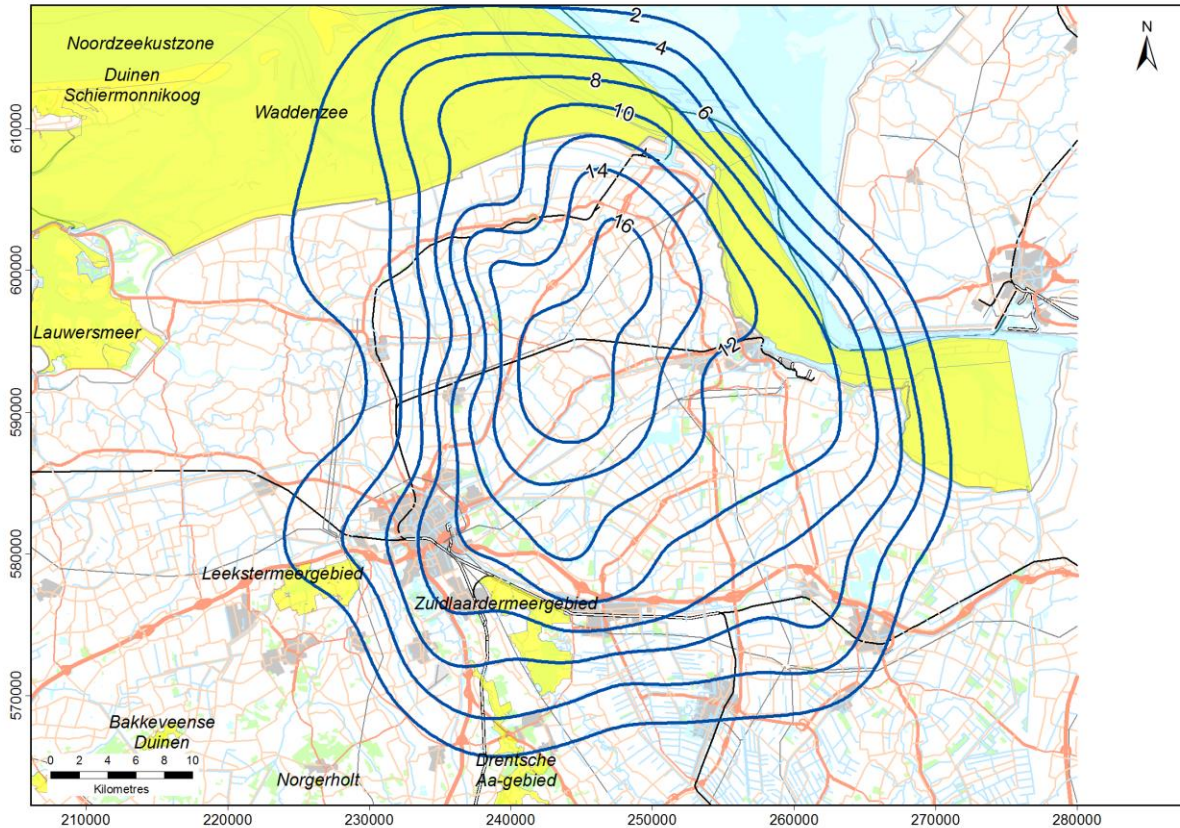 Noordzeekustzone
Duinen
Schiermonnikoog
Waddenzee
2
4
6
8
10
12
14
16
N
Lauwersmeer
Leekstermeergebied
Zuidlaardermeergebied
Bakkeveense
Duinen
Norgerholt
Drentsche
Aa-gebied
0 2 4 6 8 10
Kilometres
610000
600000
590000
580000
570000
210000 220000 230000 240000 250000 260000 270000 280000